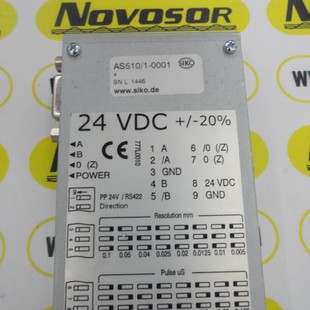 NOVOSOR
AS510/1-0001
4
SN L 1446
www.siko.de
SIKO
24 VDC +/-20%
A
B
0 (Z)
POWER
CE
1 A 6 /0 (/Z)
2 /A 7 0 (Z)
3 GND
4 B 8 24 VDC
5 /B 9 GND
PP 24V / RS422
Direction
Resolution mm
0.1 0.05 0.04 0.025 0.02 0.0125 0.01 0.005
Pulse uS